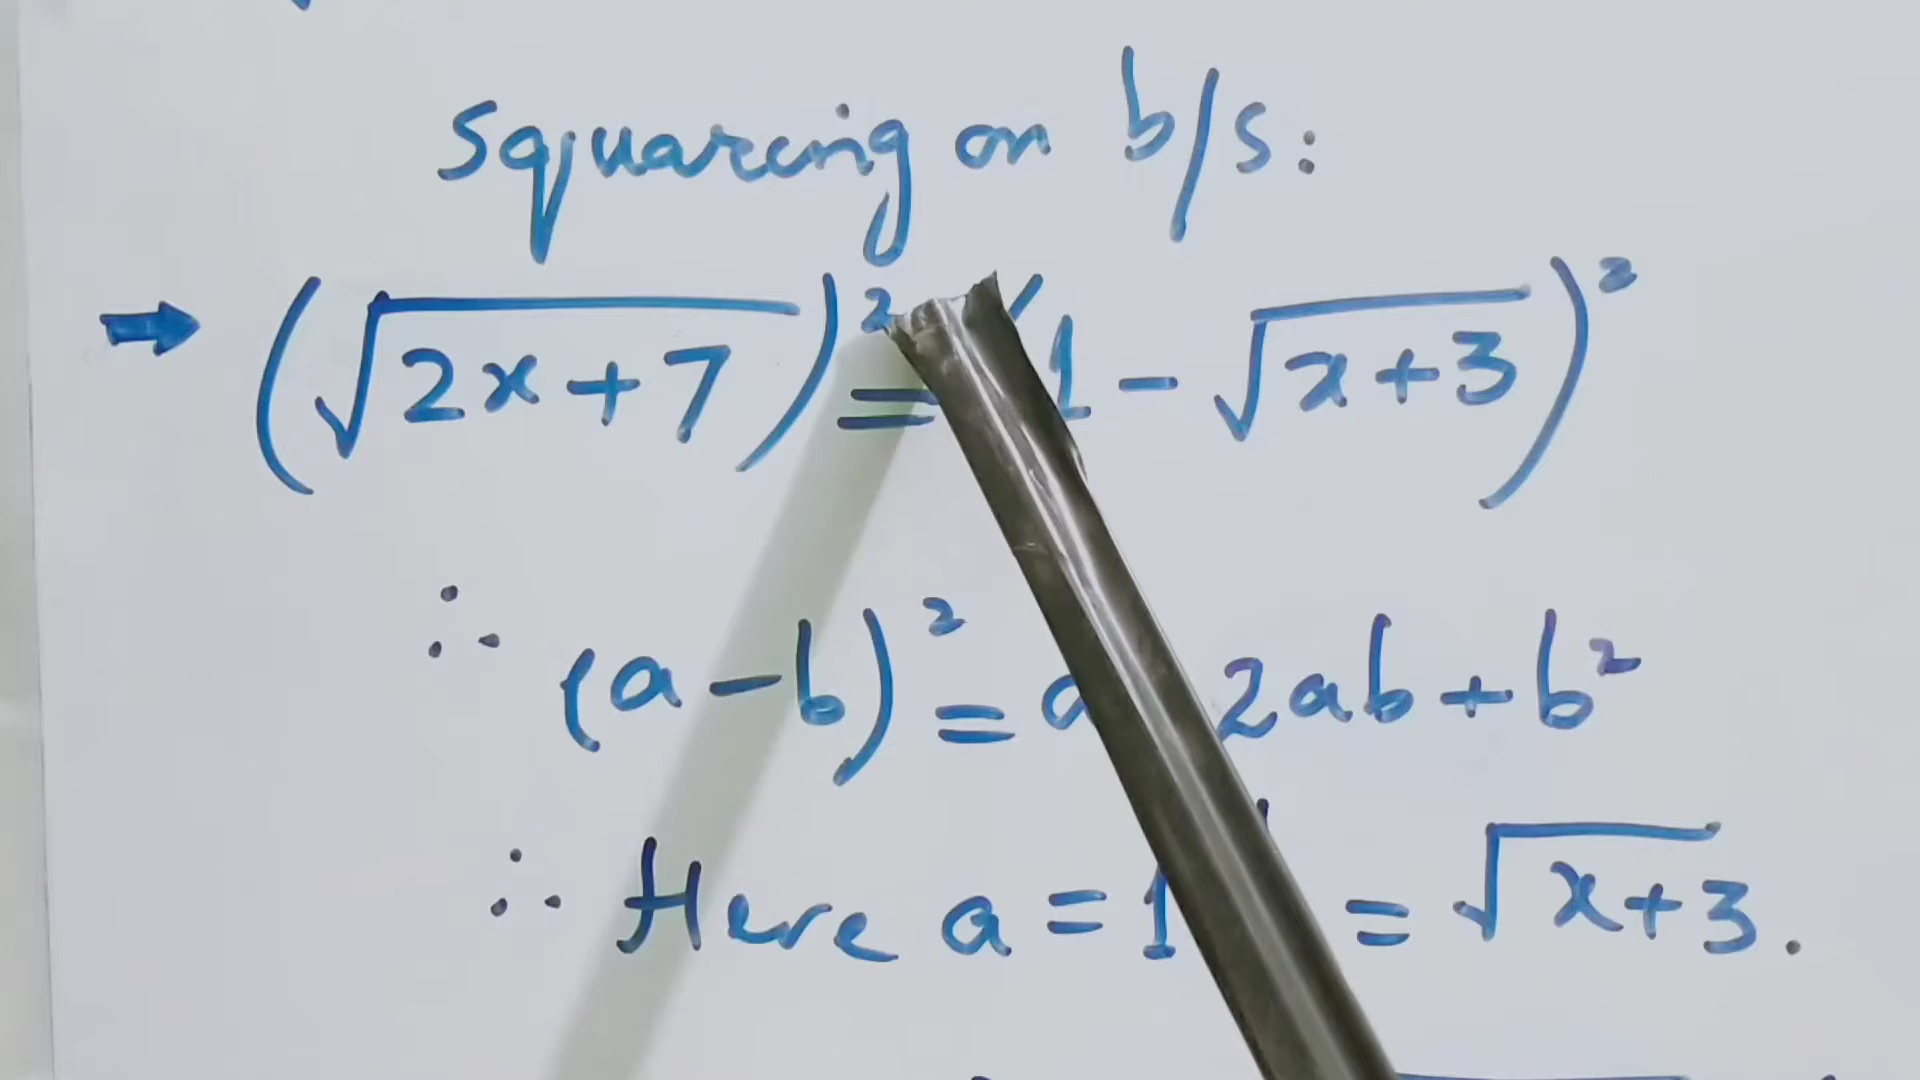 Squaring on b/s:
→ (√2x+7)² = (1 - √x+3)²
∴ (a-b)² = a 2ab+b²
∴ Here a = 1 = √x+3.